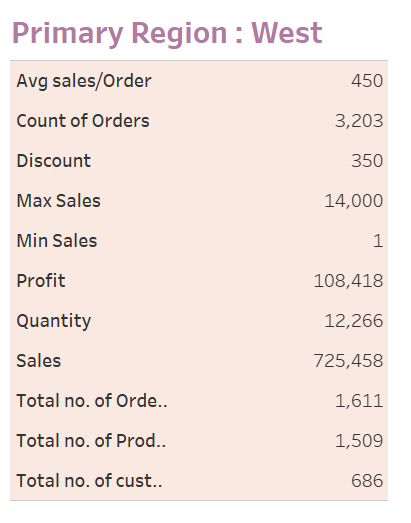 Primary Region : West
Avg sales/Order 450
Count of Orders 3,203
Discount 350
Max Sales 14,000
Min Sales 1
Profit 108,418
Quantity 12,266
Sales 725,458
Total no. of Orde.. 1,611
Total no. of Prod.. 1,509
Total no. of cust.. 686